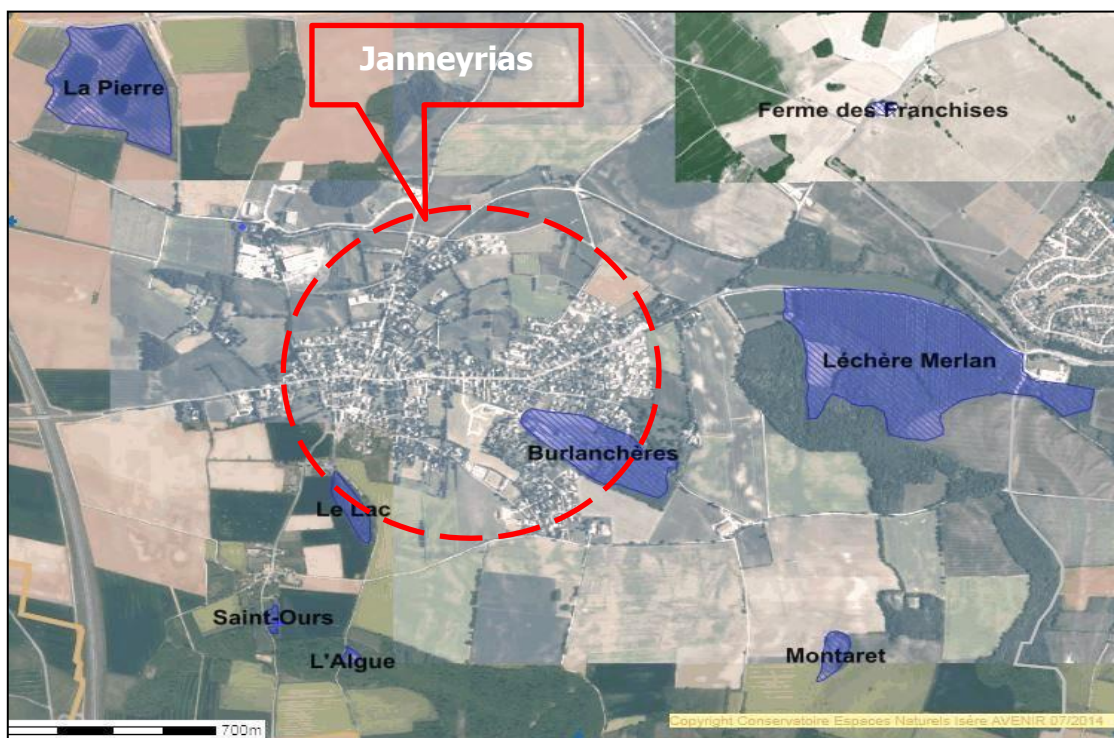 Janneyrias
La Pierre
Ferme des Franchises
Léchère Merlan
Burlanchères
Le Lac
Saint-Ours
L'Algue
Montaret
700m
Copyright Conservatoire Espaces Naturels Isère AVENIR 07/2014